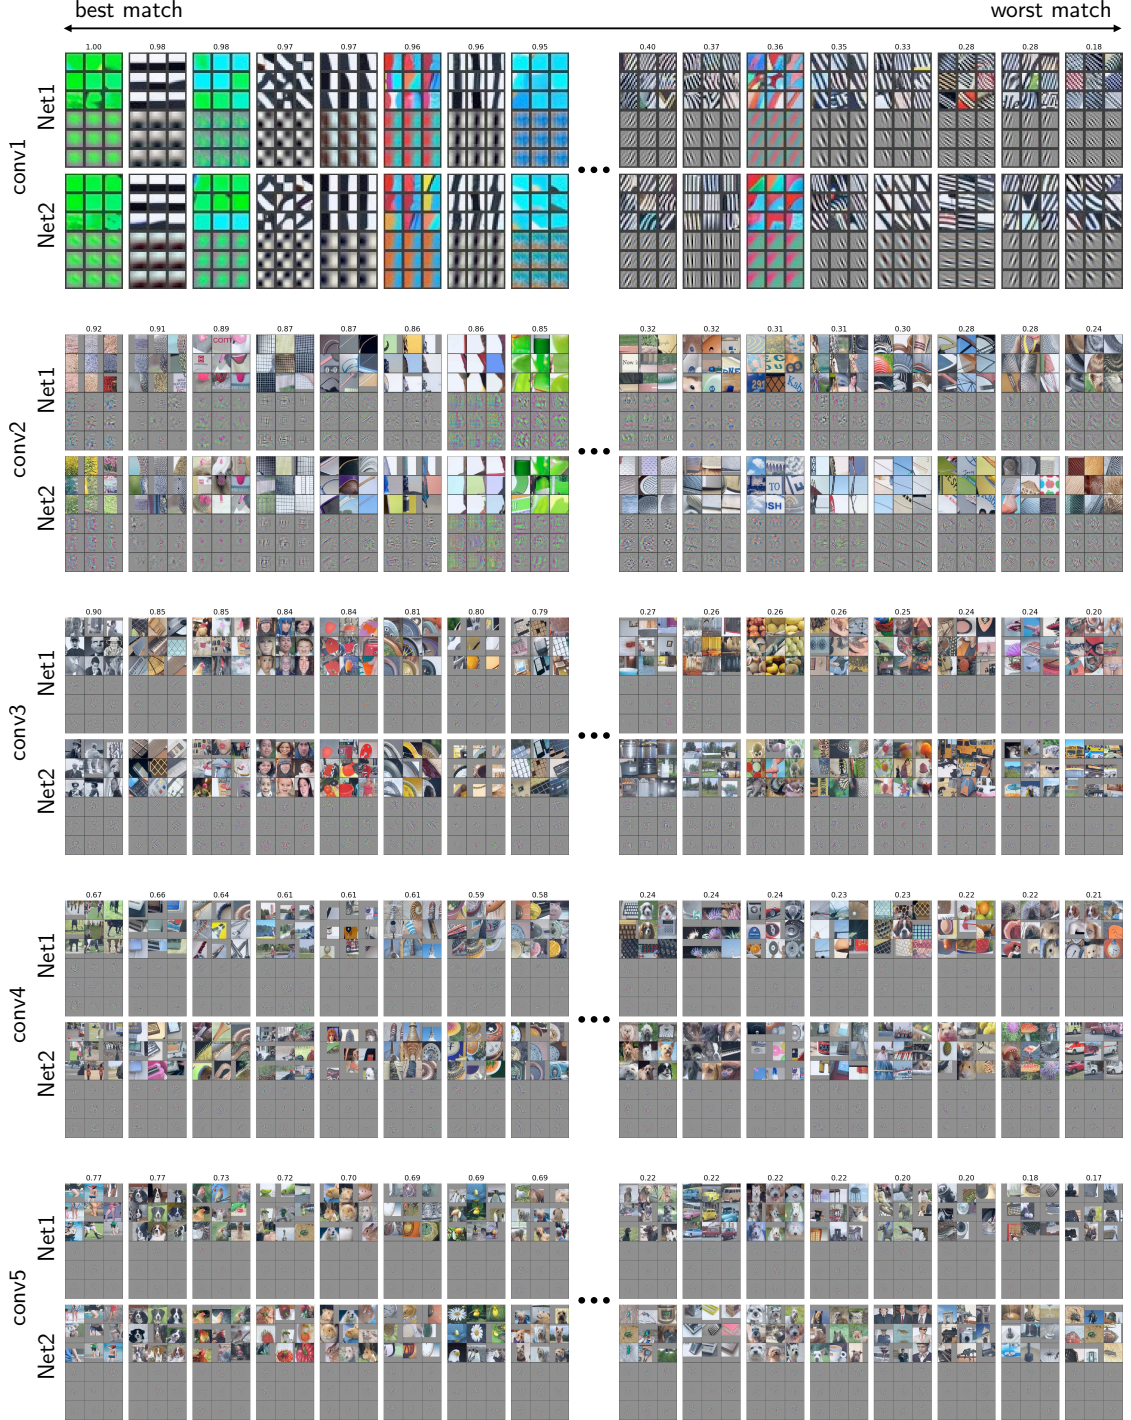 best match worst match
conv1
Net1
1.00 0.98 0.98 0.97 0.97 0.96 0.96 0.95 0.40 0.37 0.36 0.35 0.33 0.28 0.28 0.18
Net2
conv2
Net1
0.92 0.91 0.89 0.87 0.87 0.86 0.86 0.85 0.32 0.32 0.31 0.31 0.30 0.28 0.28 0.24
Net2
conv3
Net1
0.90 0.85 0.85 0.84 0.84 0.81 0.80 0.79 0.27 0.26 0.26 0.26 0.25 0.24 0.24 0.20
Net2
conv4
Net1
0.67 0.66 0.64 0.61 0.61 0.61 0.59 0.58 0.24 0.24 0.24 0.23 0.23 0.22 0.22 0.21
Net2
conv5
Net1
0.77 0.77 0.73 0.72 0.70 0.69 0.69 0.69 0.22 0.22 0.22 0.22 0.20 0.20 0.18 0.17
Net2